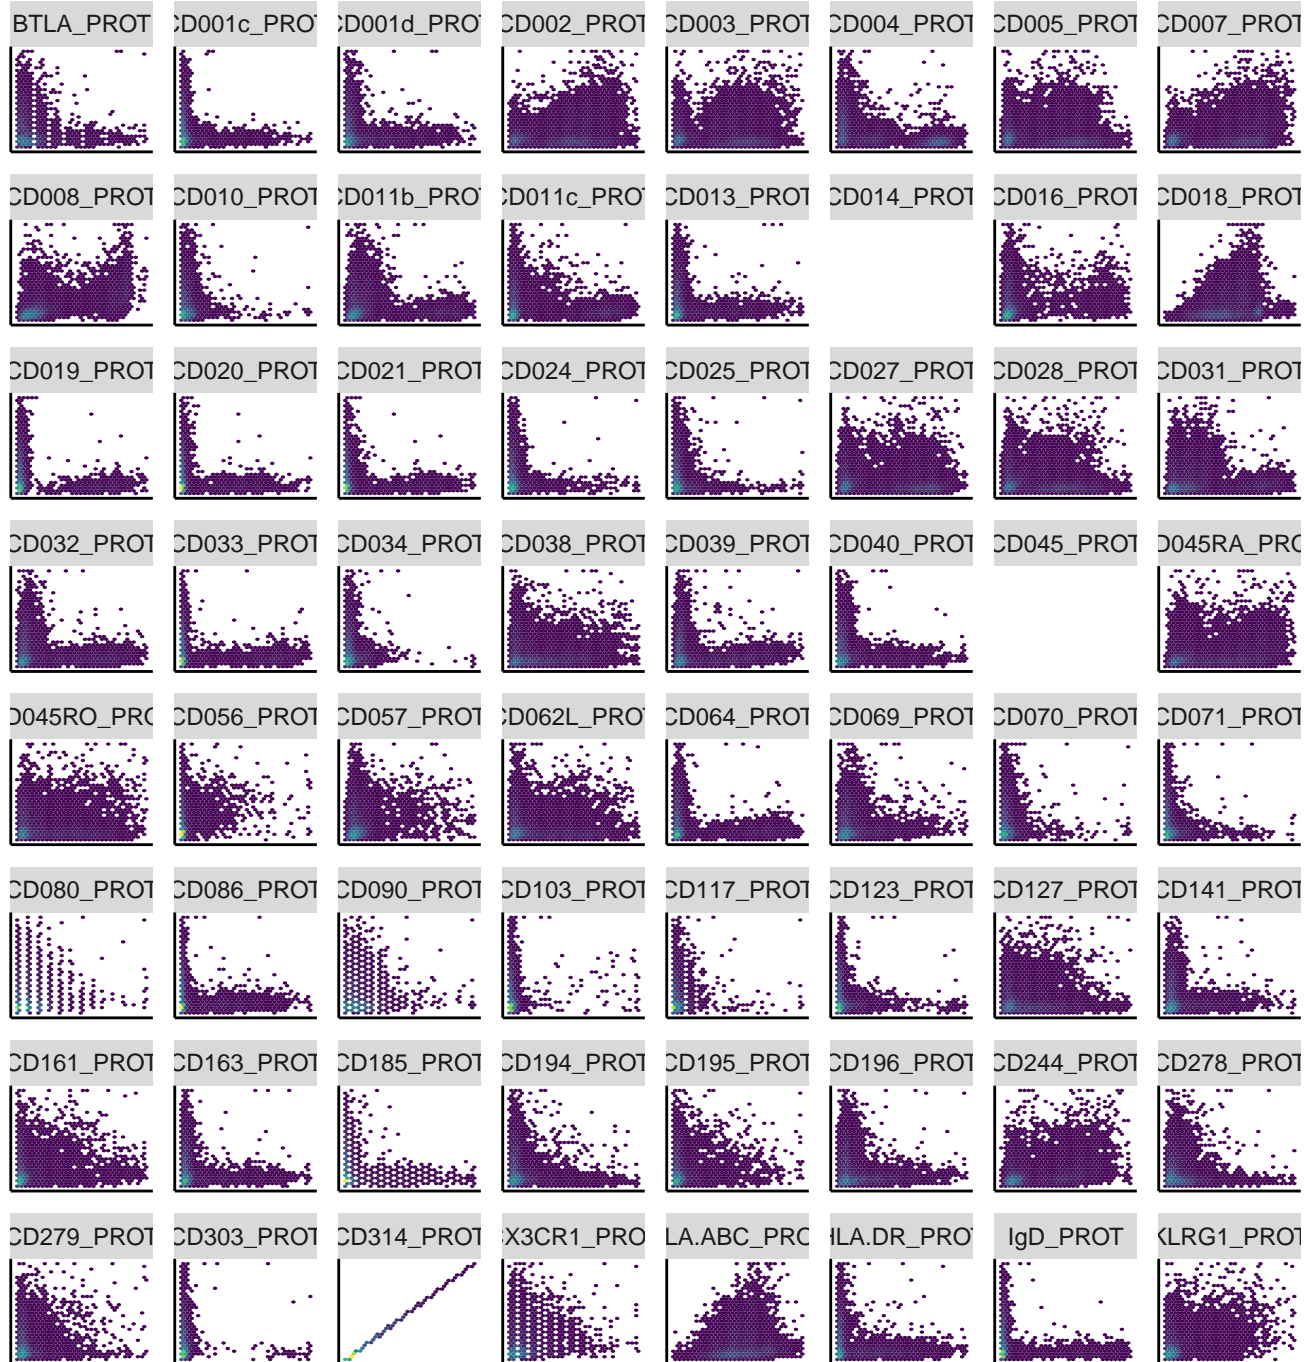 BTLA_PROT CD001c_PROT CD001d_PROT CD002_PROT CD003_PROT CD004_PROT CD005_PROT CD007_PROT
CD008_PROT CD010_PROT CD011b_PROT CD011c_PROT CD013_PROT CD014_PROT CD016_PROT CD018_PROT
CD019_PROT CD020_PROT CD021_PROT CD024_PROT CD025_PROT CD027_PROT CD028_PROT CD031_PROT
CD032_PROT CD033_PROT CD034_PROT CD038_PROT CD039_PROT CD040_PROT CD045_PROT D045RA_PRO
D045RO_PRO CD056_PROT CD057_PROT CD062L_PROT CD064_PROT CD069_PROT CD070_PROT CD071_PROT
CD080_PROT CD086_PROT CD090_PROT CD103_PROT CD117_PROT CD123_PROT CD127_PROT CD141_PROT
CD161_PROT CD163_PROT CD185_PROT CD194_PROT CD195_PROT CD196_PROT CD244_PROT CD278_PROT
CD279_PROT CD303_PROT CD314_PROT X3CR1_PRO LA.ABC_PRO HLA.DR_PROT IgD_PROT KLRG1_PROT